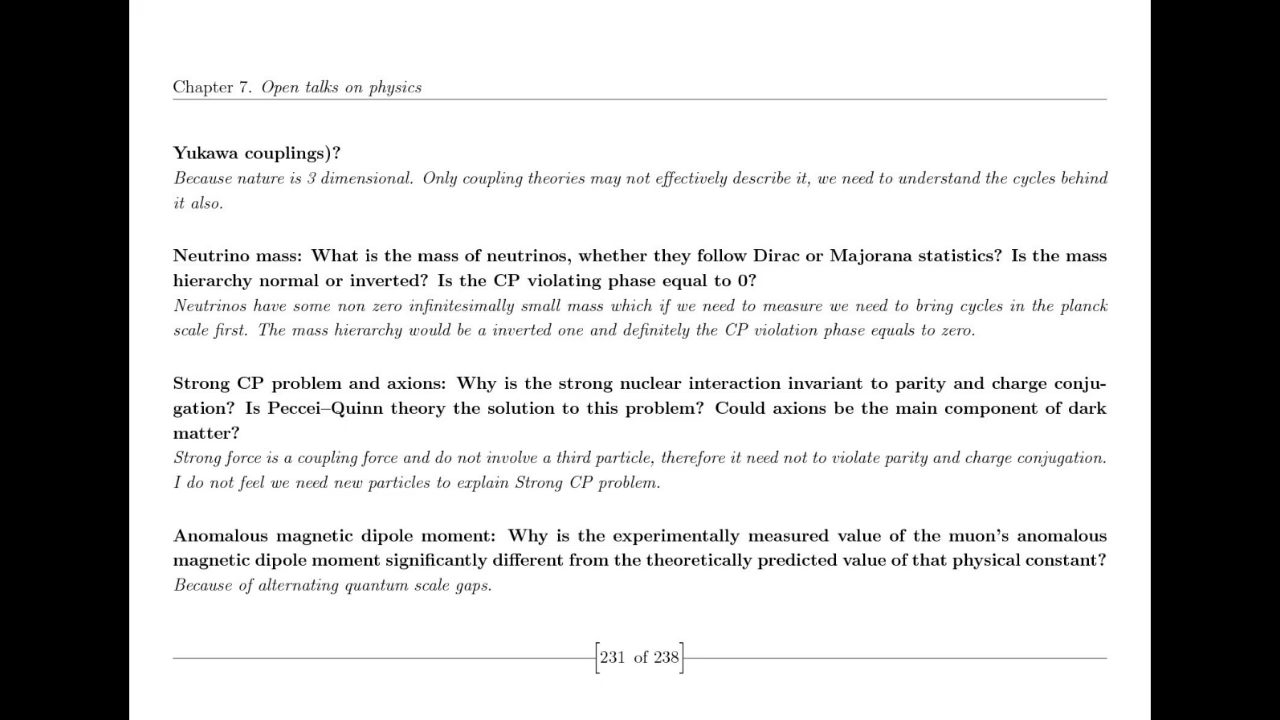 Chapter 7. Open talks on physics
Yukawa couplings)?
Because nature is 3 dimensional. Only coupling theories may not effectively describe it, we need to understand the cycles behind
it also.
Neutrino mass: What is the mass of neutrinos, whether they follow Dirac or Majorana statistics? Is the mass
hierarchy normal or inverted? Is the CP violating phase equal to 0?
Neutrinos have some non zero infinitesimally small mass which if we need to measure we need to bring cycles in the planck
scale first. The mass hierarchy would be a inverted one and definitely the CP violation phase equals to zero.
Strong CP problem and axions: Why is the strong nuclear interaction invariant to parity and charge conju-
gation? Is Peccei–Quinn theory the solution to this problem? Could axions be the main component of dark
matter?
Strong force is a coupling force and do not involve a third particle, therefore it need not to violate parity and charge conjugation.
I do not feel we need new particles to explain Strong CP problem.
Anomalous magnetic dipole moment: Why is the experimentally measured value of the muon's anomalous
magnetic dipole moment significantly different from the theoretically predicted value of that physical constant?
Because of alternating quantum scale gaps.
[231 of 238]